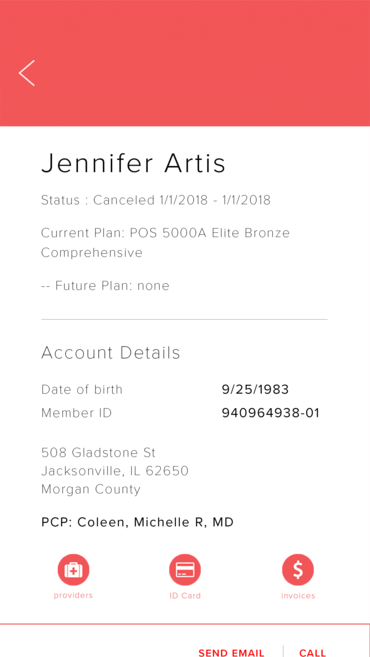 Jennifer Artis
Status : Canceled 1/1/2018 - 1/1/2018
Current Plan: POS 5000A Elite Bronze
Comprehensive
-- Future Plan: none
Account Details
Date of birth 9/25/1983
Member ID 940964938-01
508 Gladstone St
Jacksonville, IL 62650
Morgan County
PCP: Coleen, Michelle R, MD
providers ID Card invoices
SEND EMAIL CALL